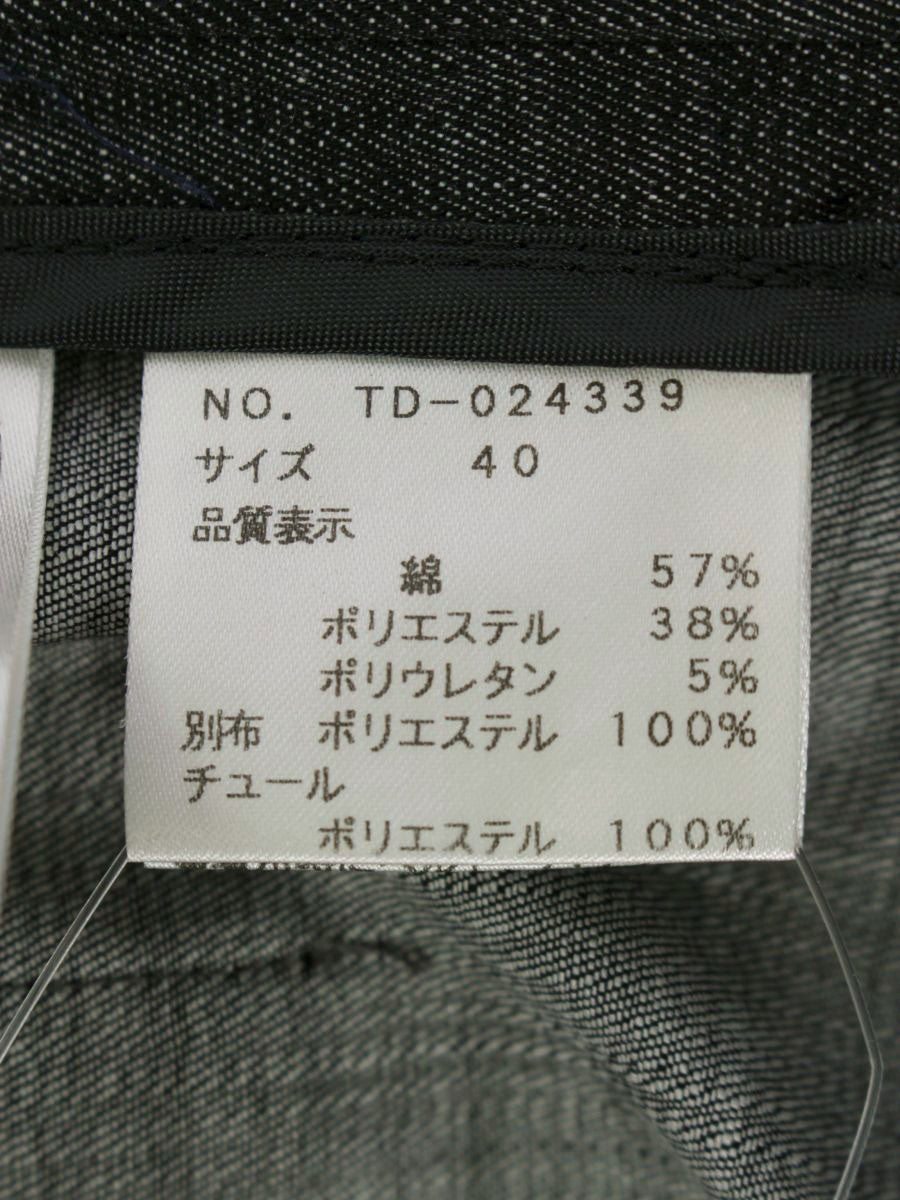 NO. TD-024339
サイズ 40
品質表示
綿 57%
ポリエステル 38%
ポリウレタン 5%
別布 ポリエステル 100%
チュール
ポリエステル 100%